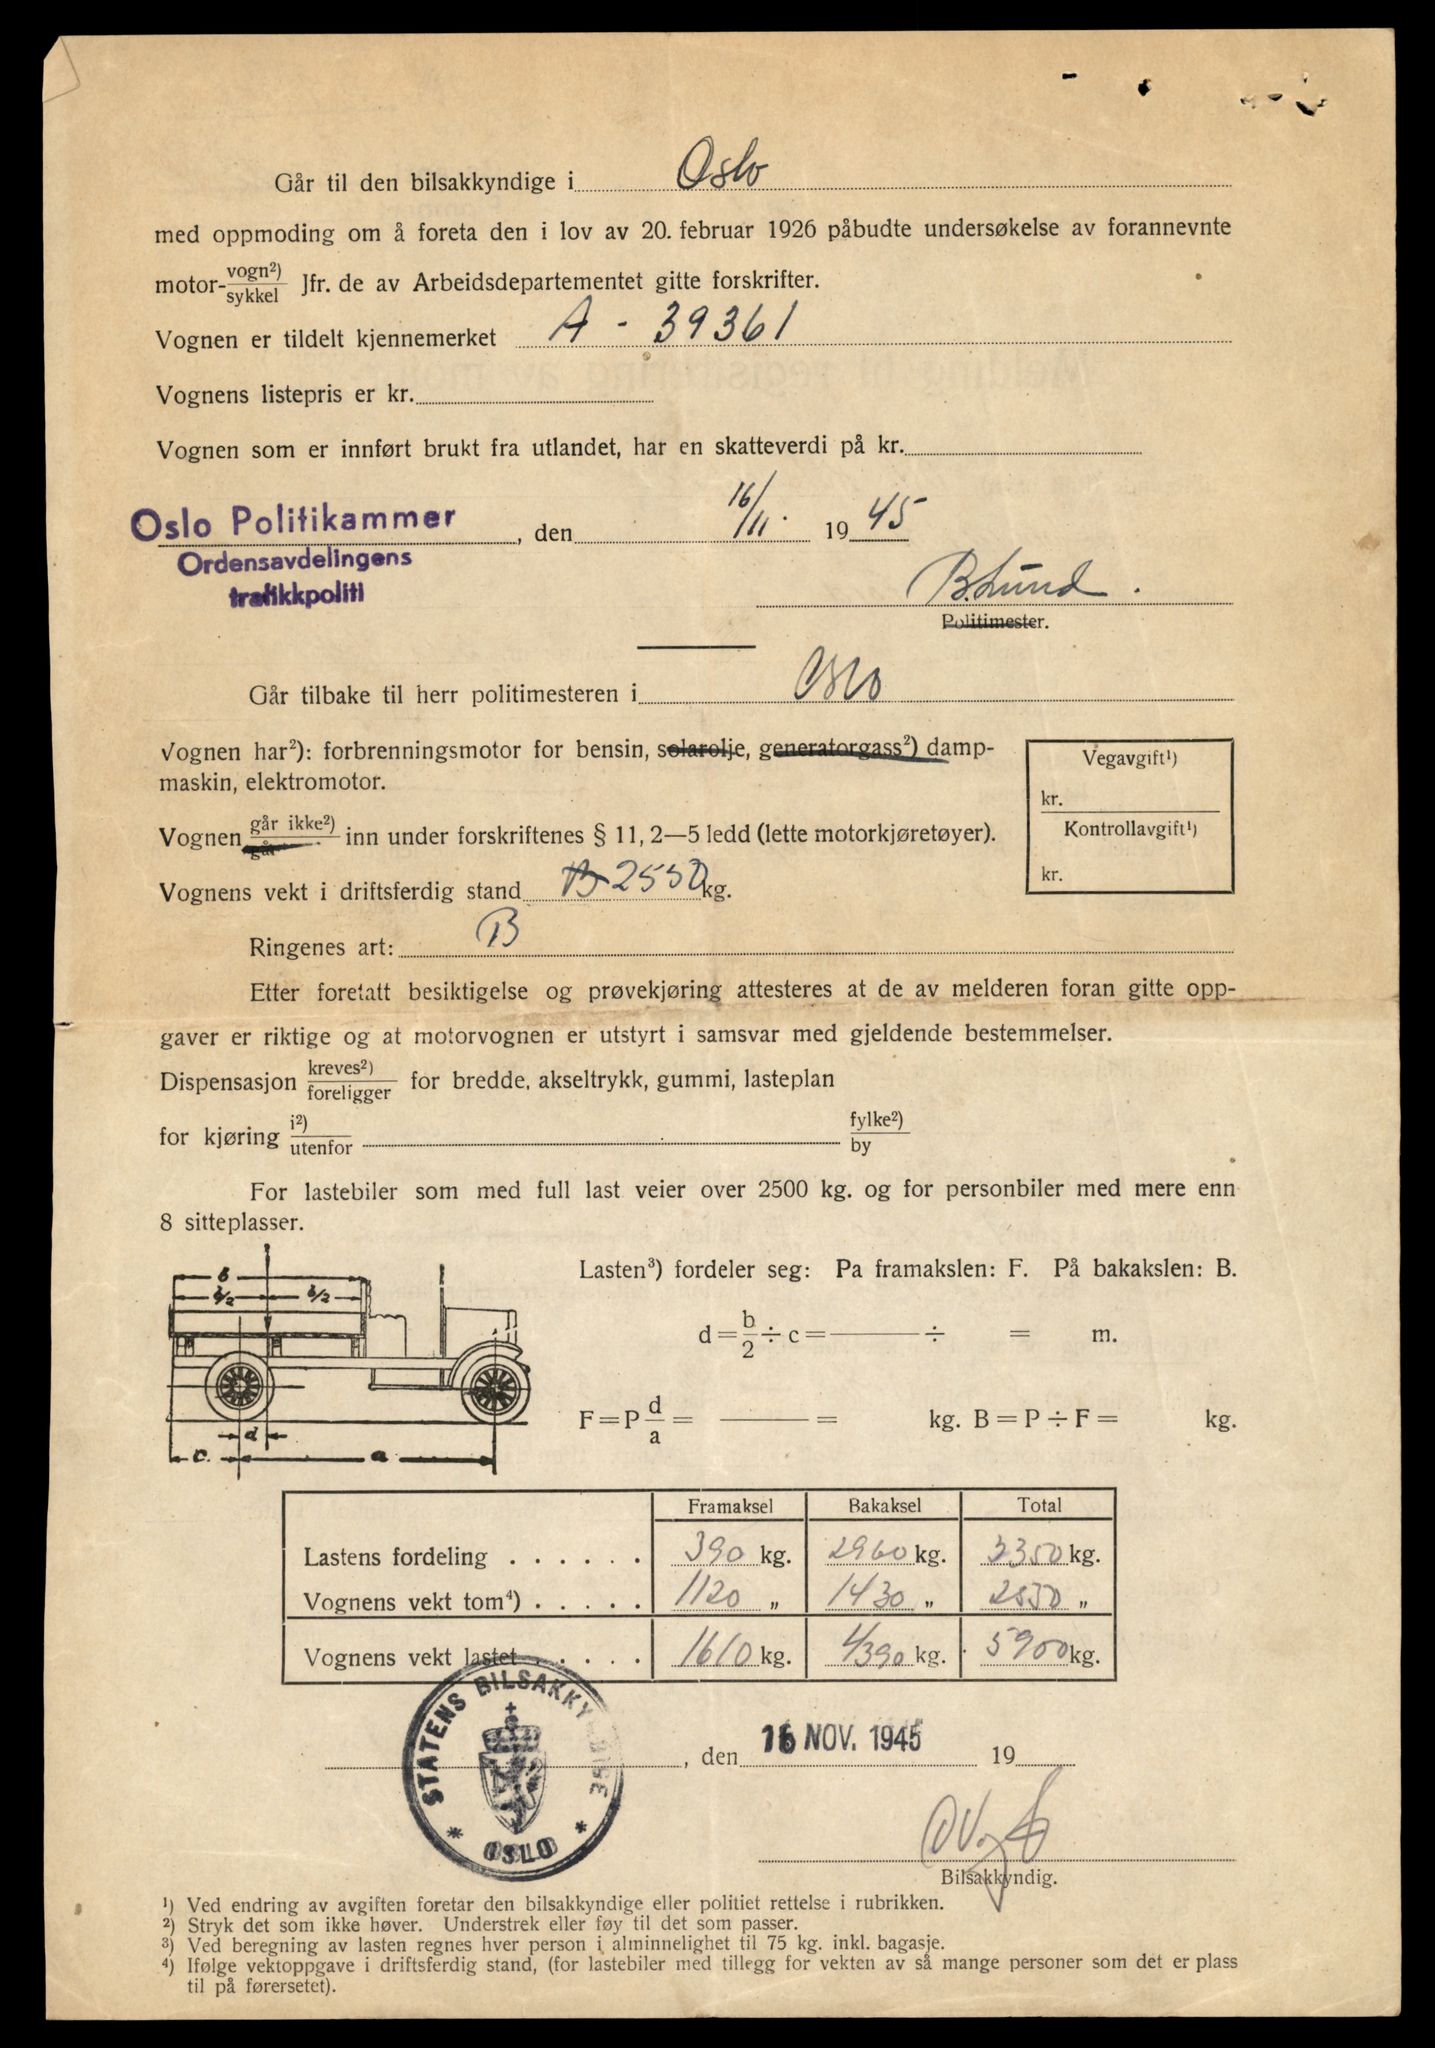 Går til den bilsakkyndige i Oslo
med oppmoding om å foreta den i lov av 20. februar 1926 påbudte undersøkelse av forannevnte
motor- vogn²) / sykkel Jfr. de av Arbeidsdepartementet gitte forskrifter.
Vognen er tildelt kjennemerket A - 39361
Vognens listepris er kr.
Vognen som er innført brukt fra utlandet, har en skatteverdi på kr.
Oslo Politikammer, den 16/11. 1945
Ordensavdelingens
trafikkpoliti
B. Lund.
Politimester.
Går tilbake til herr politimesteren i Oslo
Vognen har²): forbrenningsmotor for bensin, solarolje, generatorgass²) damp-
maskin, elektromotor.
Vegavgift¹)
kr.
Kontrollavgift¹)
kr.
Vognen går ikke²) / går inn under forskriftenes § 11, 2—5 ledd (lette motorkjøretøyer).
Vognens vekt i driftsferdig stand B 2550 kg.
Ringenes art: B
Etter foretatt besiktigelse og prøvekjøring attesteres at de av melderen foran gitte opp-
gaver er riktige og at motorvognen er utstyrt i samsvar med gjeldende bestemmelser.
Dispensasjon kreves²) / foreligger for bredde, akseltrykk, gummi, lasteplan
for kjøring i²) / utenfor fylke²) / by
For lastebiler som med full last veier over 2500 kg. og for personbiler med mere enn
8 sitteplasser.
b
b/2 b/2
d
c a
Lasten³) fordeler seg: Pa framakslen: F. På bakakslen: B.
d = b/2 ÷ c = ——— ÷ = m.
F = P d/a = ——— = kg. B = P ÷ F = kg.
Framaksel Bakaksel Total
Lastens fordeling . . . . . . 390 kg. 2960 kg. 3350 kg.
Vognens vekt tom⁴) . . . . . 1120 „ 1430 „ 2550 „
Vognens vekt lastet . . . . . 1610 kg. 4390 kg. 5900 kg.
STATENS BILSAKKYNDIGE
* OSLO *
, den 16 NOV. 1945 19
Bilsakkyndig.
¹) Ved endring av avgiften foretar den bilsakkyndige eller politiet rettelse i rubrikken.
²) Stryk det som ikke høver. Understrek eller føy til det som passer.
³) Ved beregning av lasten regnes hver person i alminnelighet til 75 kg. inkl. bagasje.
⁴) Ifølge vektoppgave i driftsferdig stand, (for lastebiler med tillegg for vekten av så mange personer som det er plass
til på førersetet).